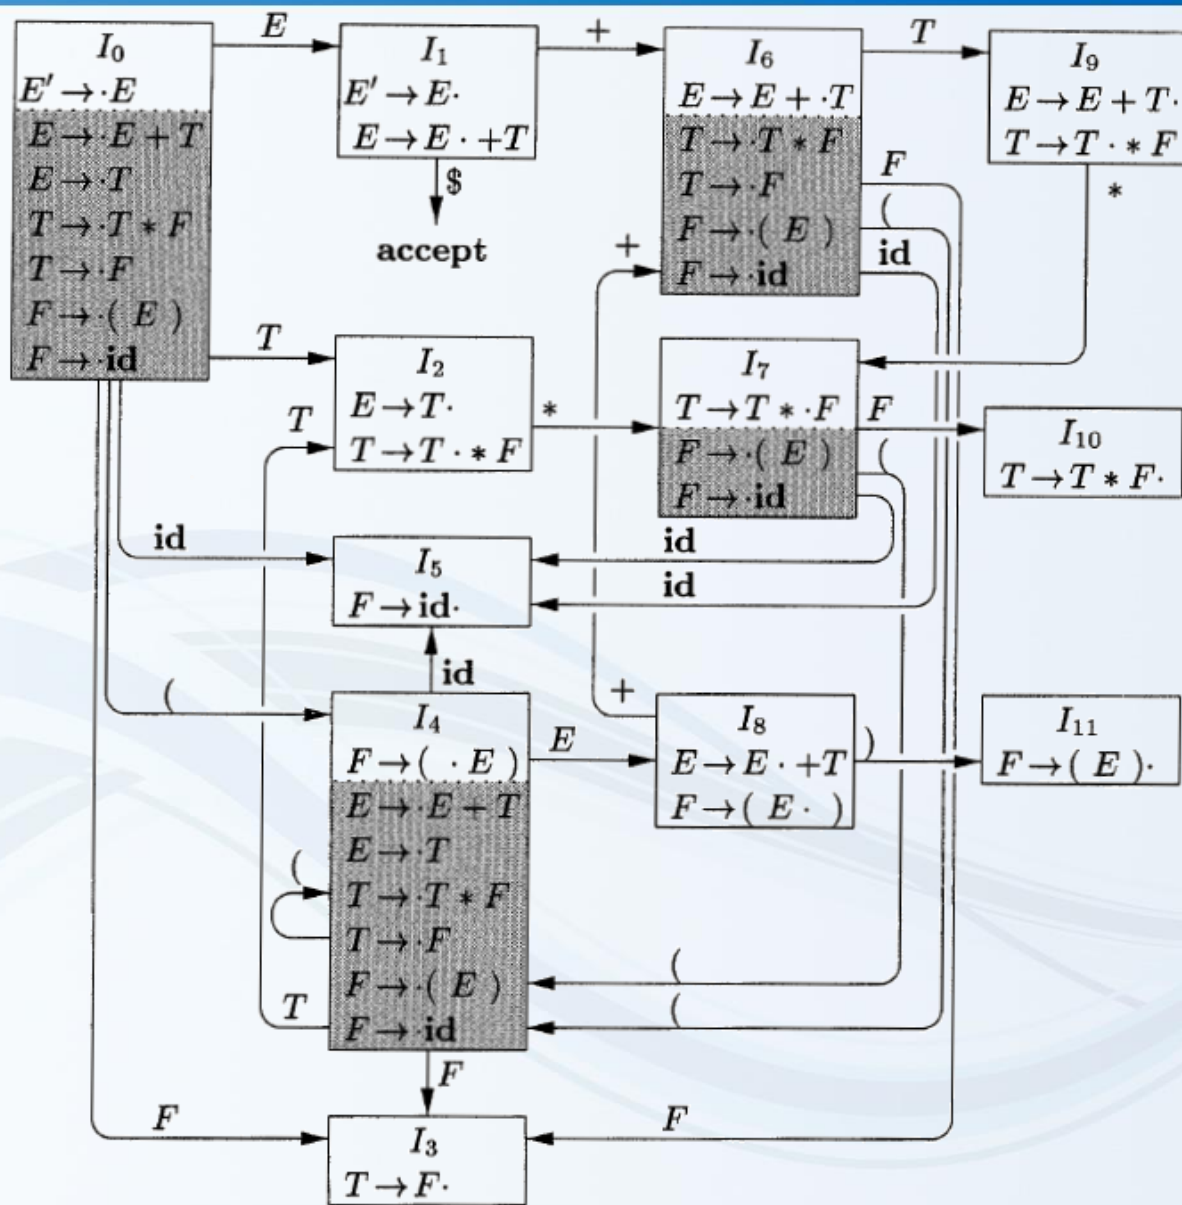 I₀
E′ → ·E
E → ·E + T
E → ·T
T → ·T * F
T → ·F
F → ·( E )
F → ·id
E
I₁
E′ → E·
E → E · +T
$
accept
+
I₆
E → E + ·T
T → ·T * F
T → ·F
F → ·( E )
F → ·id
T
I₉
E → E + T·
T → T · * F
*
F
(
id
+
T
I₂
E → T·
T → T · * F
T
*
I₇
T → T * ·F
F → ·( E )
F → ·id
F
(
I₁₀
T → T * F·
id
I₅
F → id·
id
id
id
(
I₄
F → ( · E )
E → ·E + T
E → ·T
T → ·T * F
T → ·F
F → ·( E )
F → ·id
E
+
I₈
E → E · +T
F → ( E · )
)
I₁₁
F → ( E )·
(
T
(
(
F
F
I₃
T → F·
F